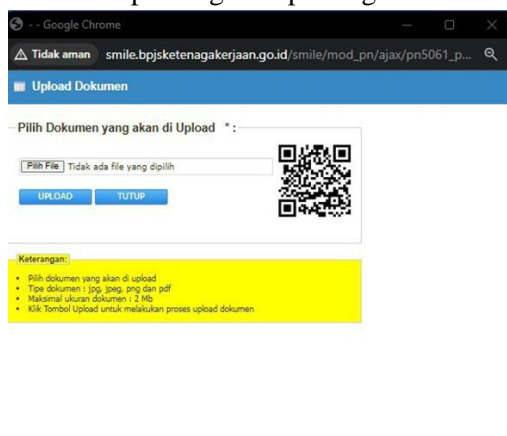 - - Google Chrome
Tidak aman smile.bpjsketenagakerjaan.go.id/smile/mod_pn/ajax/pn5061_p...
Upload Dokumen
Pilih Dokumen yang akan di Upload * :
Pilih File Tidak ada file yang dipilih
UPLOAD TUTUP
Keterangan:
• Pilih dokumen yang akan di upload
• Tipe dokumen : jpg, jpeg, png dan pdf
• Maksimal ukuran dokumen : 2 Mb
• Klik Tombol Upload untuk melakukan proses upload dokumen